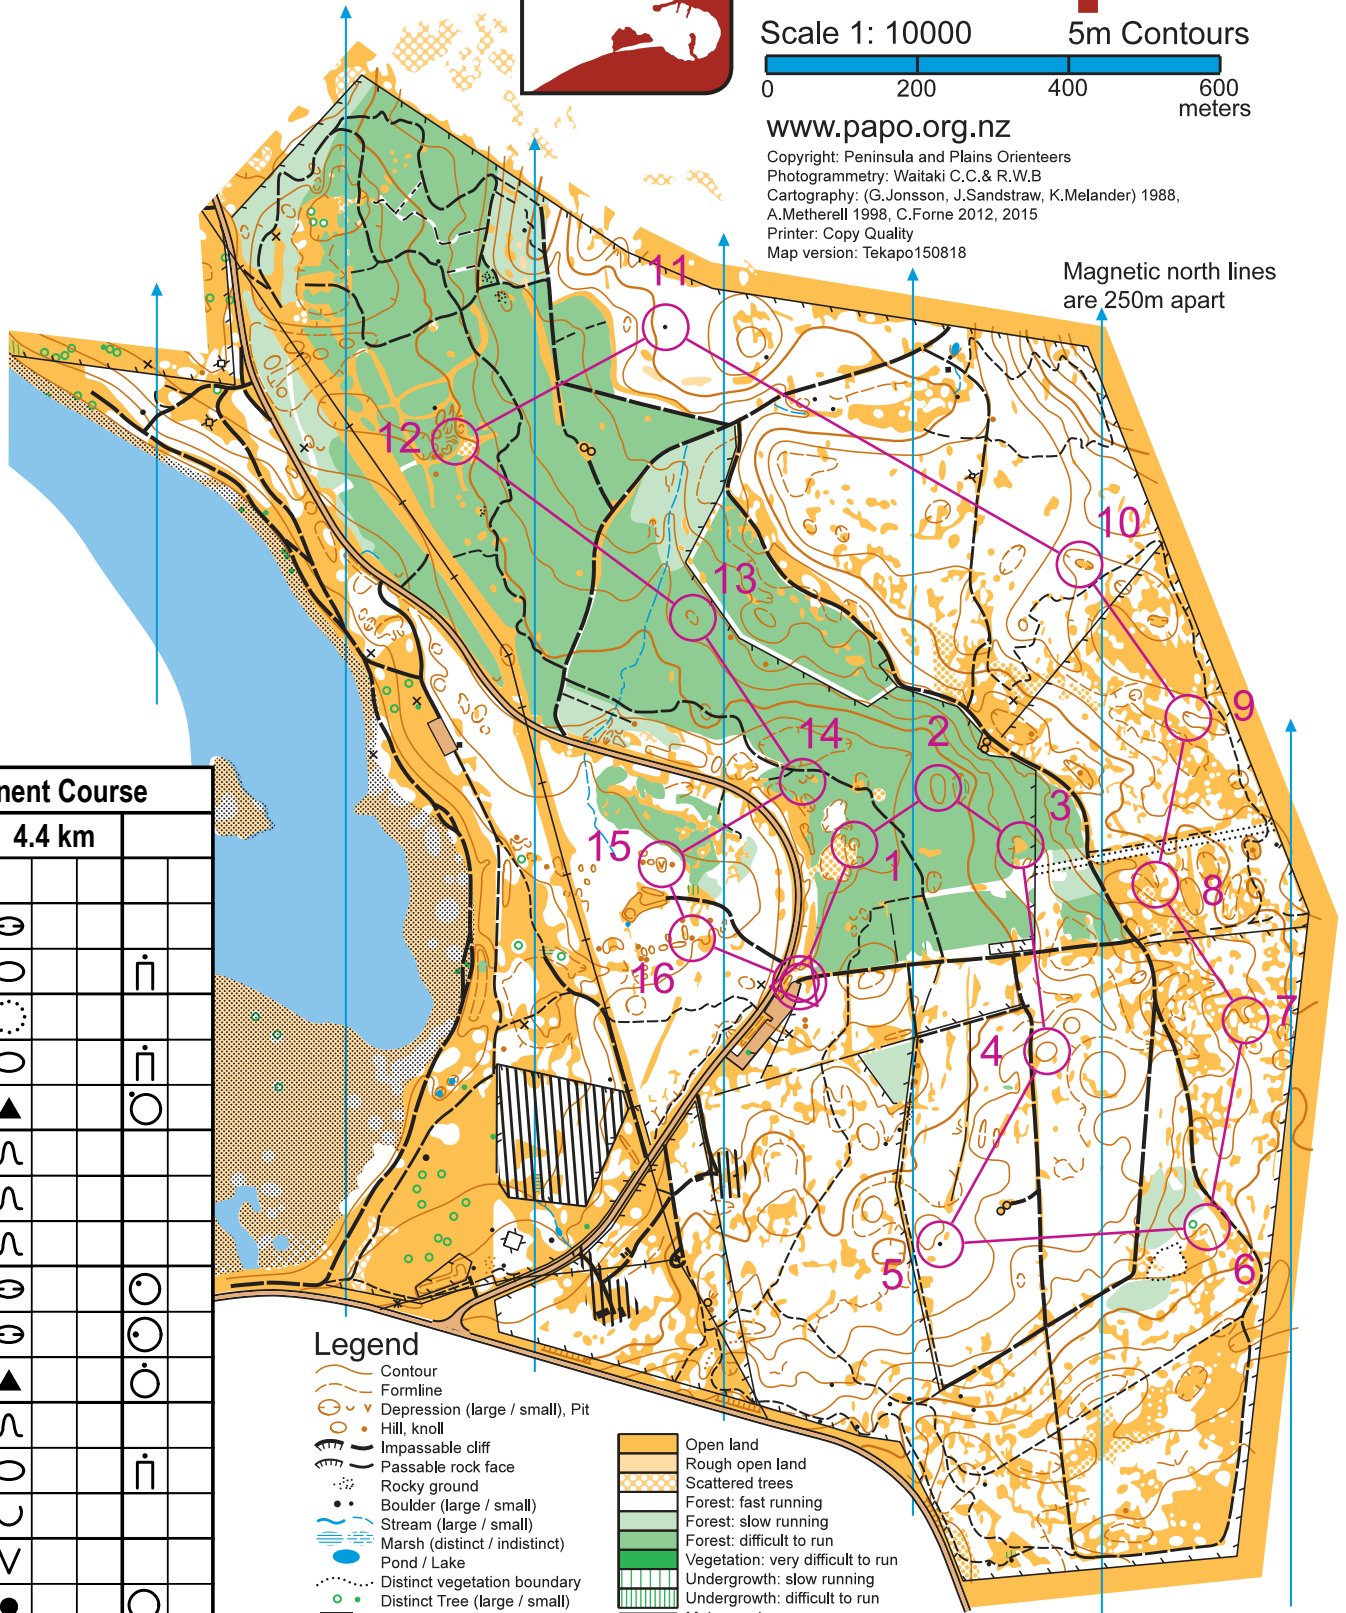 Scale 1: 10000
5m Contours
0 200 400 600
meters
www.papo.org.nz
Copyright: Peninsula and Plains Orienteers
Photogrammetry: Waitaki C.C.& R.W.B
Cartography: (G.Jonsson, J.Sandstraw, K.Melander) 1988,
A.Metherell 1998, C.Forne 2012, 2015
Printer: Copy Quality
Map version: Tekapo150818
Magnetic north lines
are 250m apart
11
12
10
13
9
14
2
3
15
1
8
16
7
4
5
6
nent Course
4.4 km
Legend
Contour
Formline
Depression (large / small), Pit
Hill, knoll
Impassable cliff
Passable rock face
Rocky ground
Boulder (large / small)
Stream (large / small)
Marsh (distinct / indistinct)
Pond / Lake
Distinct vegetation boundary
Distinct Tree (large / small)
Open land
Rough open land
Scattered trees
Forest: fast running
Forest: slow running
Forest: difficult to run
Vegetation: very difficult to run
Undergrowth: slow running
Undergrowth: difficult to run